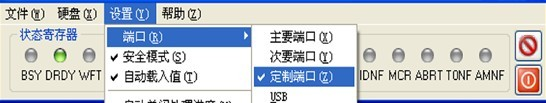 文件(W) 硬盘(X) 设置(Y) 帮助(Z)
状态寄存器
端口(R)
主要端口(X)
次要端口(Y)
✓ 安全模式(S)
✓ 定制端口(Z)
✓ 自动载入值(T)
USB
BSY DRDY WFT
IDNF MCR ABRT TONF AMNF